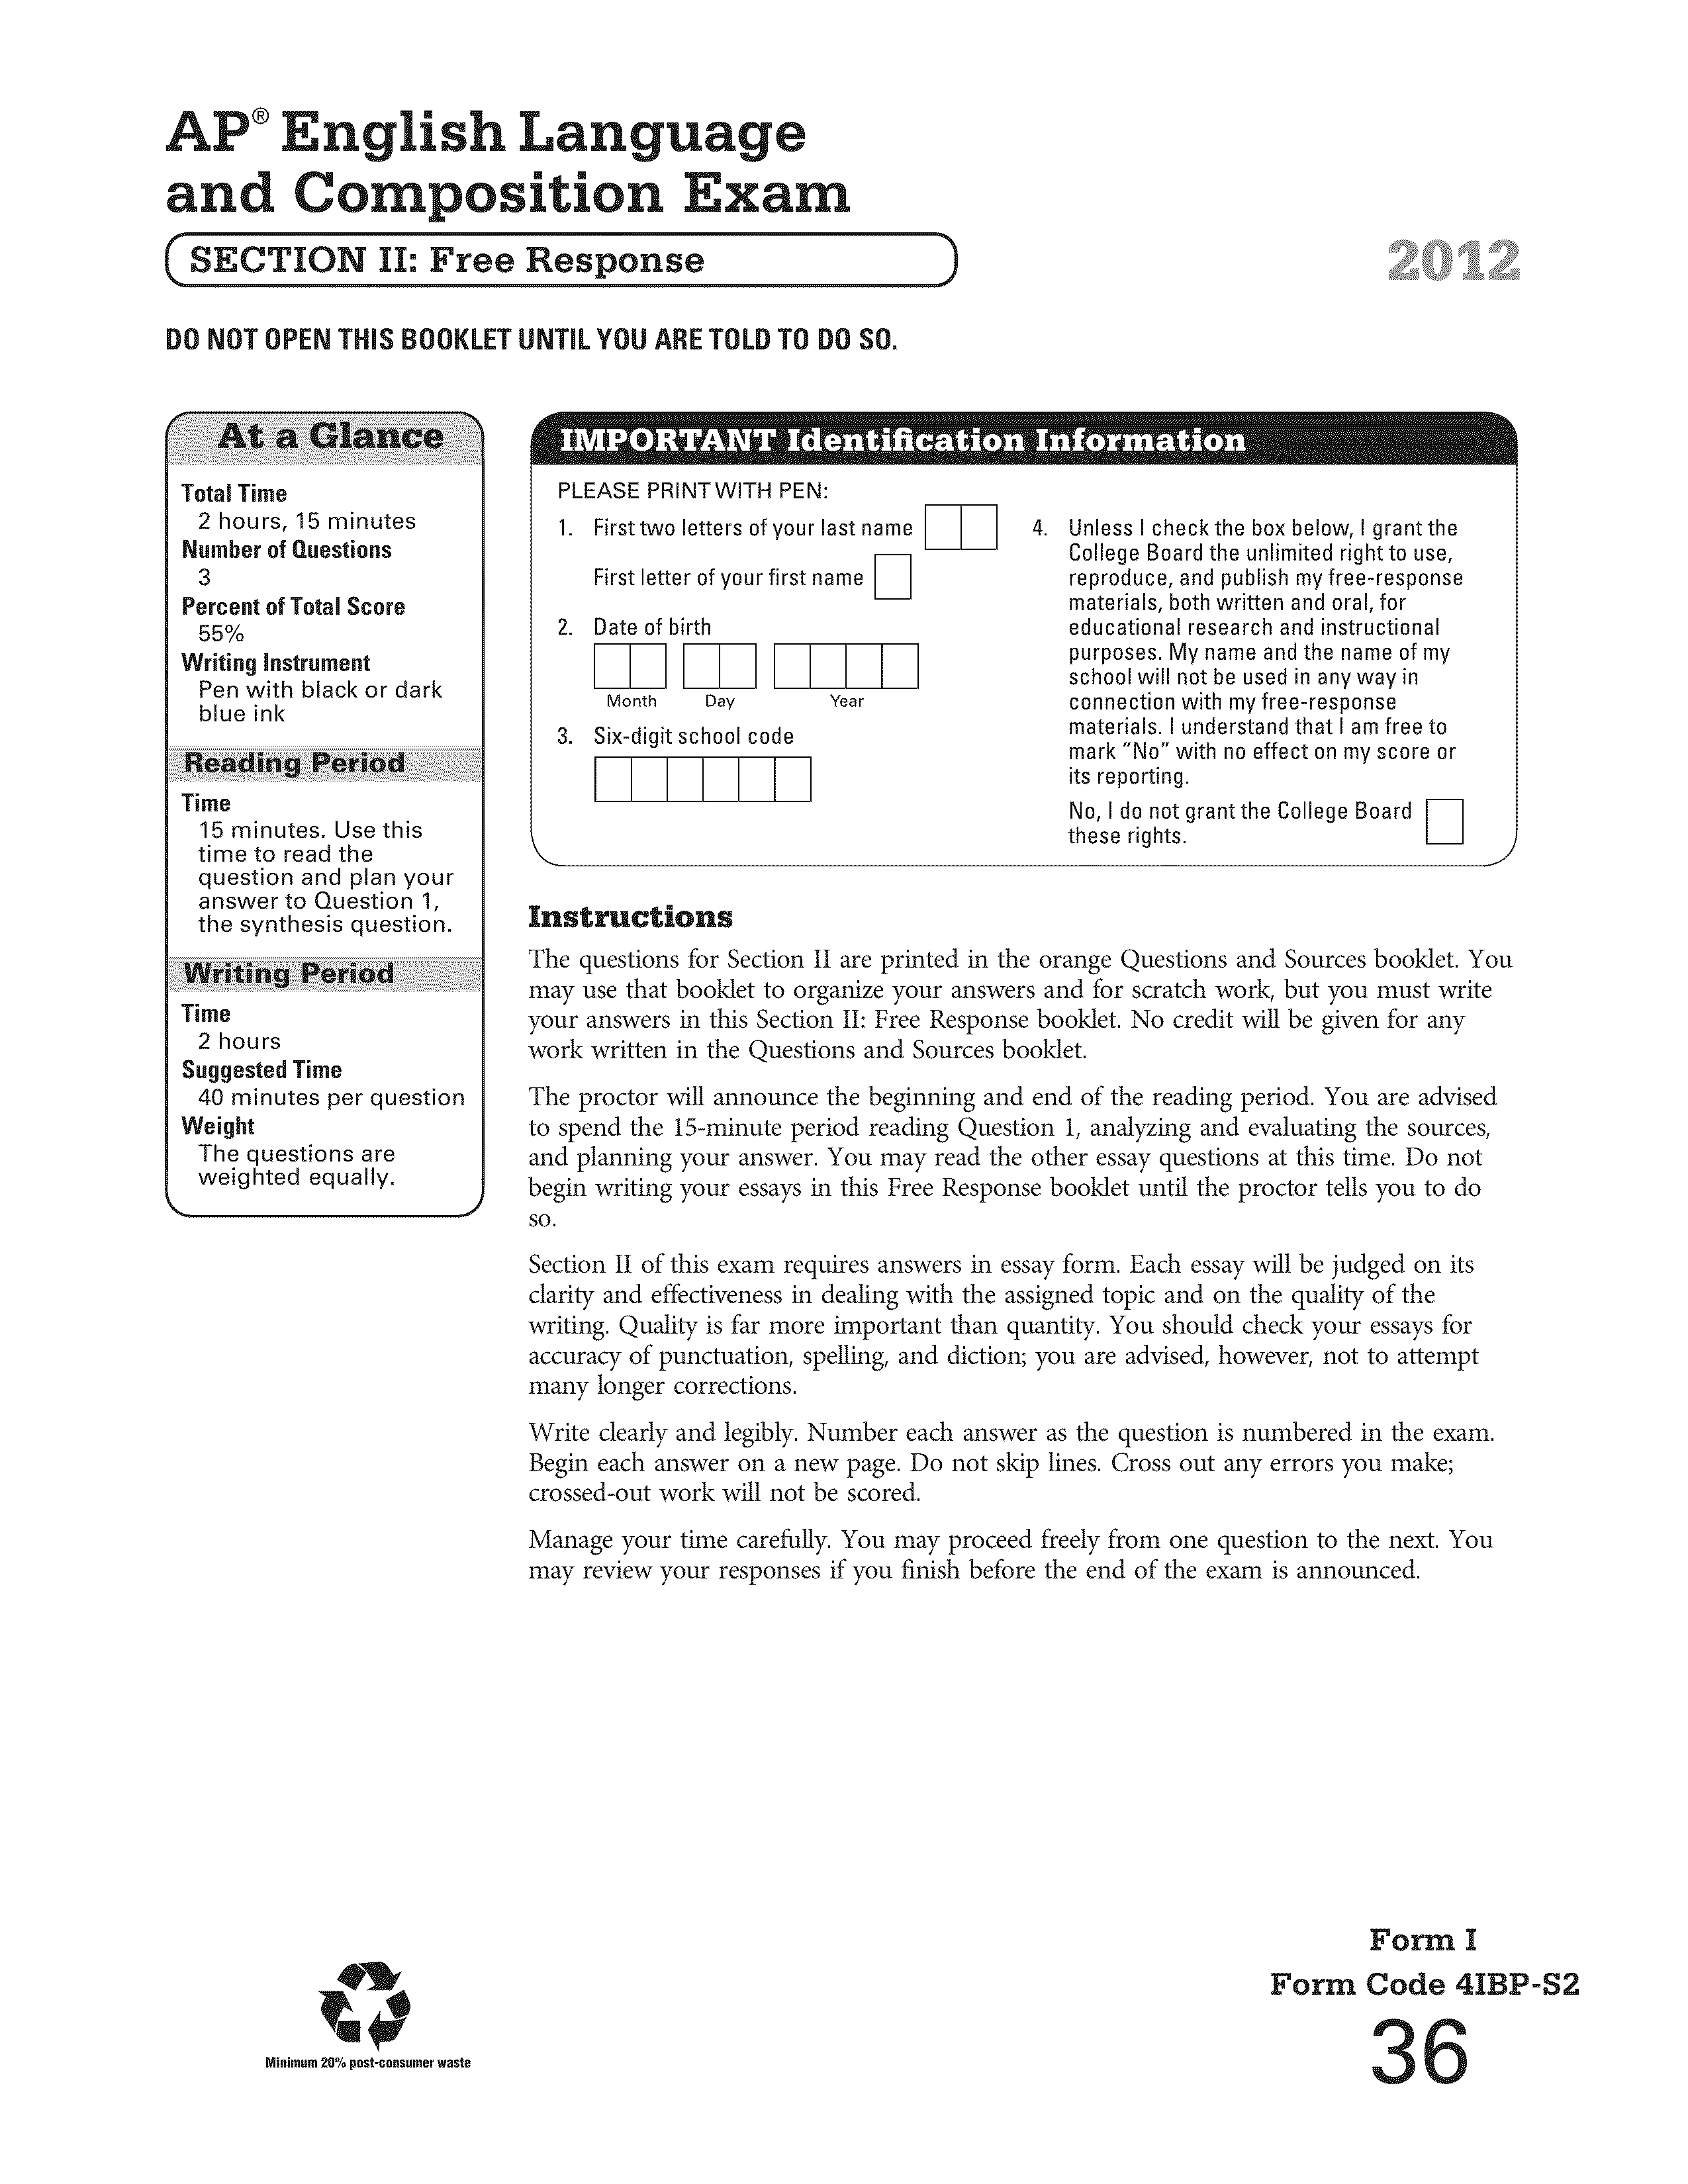 AP® English Language
and Composition Exam
SECTION II: Free Response
2012
DO NOT OPEN THIS BOOKLET UNTIL YOU ARE TOLD TO DO SO.
At a Glance
Total Time
2 hours, 15 minutes
Number of Questions
3
Percent of Total Score
55%
Writing Instrument
Pen with black or dark
blue ink
Reading Period
Time
15 minutes. Use this
time to read the
question and plan your
answer to Question 1,
the synthesis question.
Writing Period
Time
2 hours
Suggested Time
40 minutes per question
Weight
The questions are
weighted equally.
IMPORTANT Identification Information
PLEASE PRINT WITH PEN:
1. First two letters of your last name
First letter of your first name
2. Date of birth
Month Day Year
3. Six-digit school code
4. Unless I check the box below, I grant the
College Board the unlimited right to use,
reproduce, and publish my free-response
materials, both written and oral, for
educational research and instructional
purposes. My name and the name of my
school will not be used in any way in
connection with my free-response
materials. I understand that I am free to
mark "No" with no effect on my score or
its reporting.
No, I do not grant the College Board
these rights.
Instructions
The questions for Section II are printed in the orange Questions and Sources booklet. You
may use that booklet to organize your answers and for scratch work, but you must write
your answers in this Section II: Free Response booklet. No credit will be given for any
work written in the Questions and Sources booklet.
The proctor will announce the beginning and end of the reading period. You are advised
to spend the 15-minute period reading Question 1, analyzing and evaluating the sources,
and planning your answer. You may read the other essay questions at this time. Do not
begin writing your essays in this Free Response booklet until the proctor tells you to do
so.
Section II of this exam requires answers in essay form. Each essay will be judged on its
clarity and effectiveness in dealing with the assigned topic and on the quality of the
writing. Quality is far more important than quantity. You should check your essays for
accuracy of punctuation, spelling, and diction; you are advised, however, not to attempt
many longer corrections.
Write clearly and legibly. Number each answer as the question is numbered in the exam.
Begin each answer on a new page. Do not skip lines. Cross out any errors you make;
crossed-out work will not be scored.
Manage your time carefully. You may proceed freely from one question to the next. You
may review your responses if you finish before the end of the exam is announced.
Form I
Form Code 4IBP-S2
36
Minimum 20% post-consumer waste